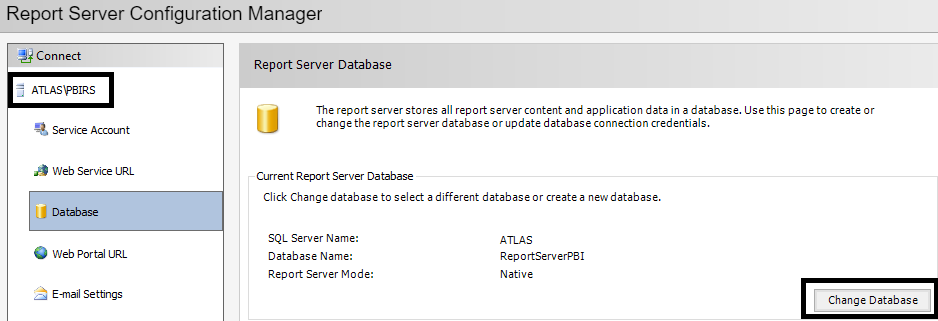 Report Server Configuration Manager
Connect
ATLAS\PBIRS
Service Account
Web Service URL
Database
Web Portal URL
E-mail Settings
Report Server Database
The report server stores all report server content and application data in a database. Use this page to create or
change the report server database or update database connection credentials.
Current Report Server Database
Click Change database to select a different database or create a new database.
SQL Server Name: ATLAS
Database Name: ReportServerPBI
Report Server Mode: Native
Change Database